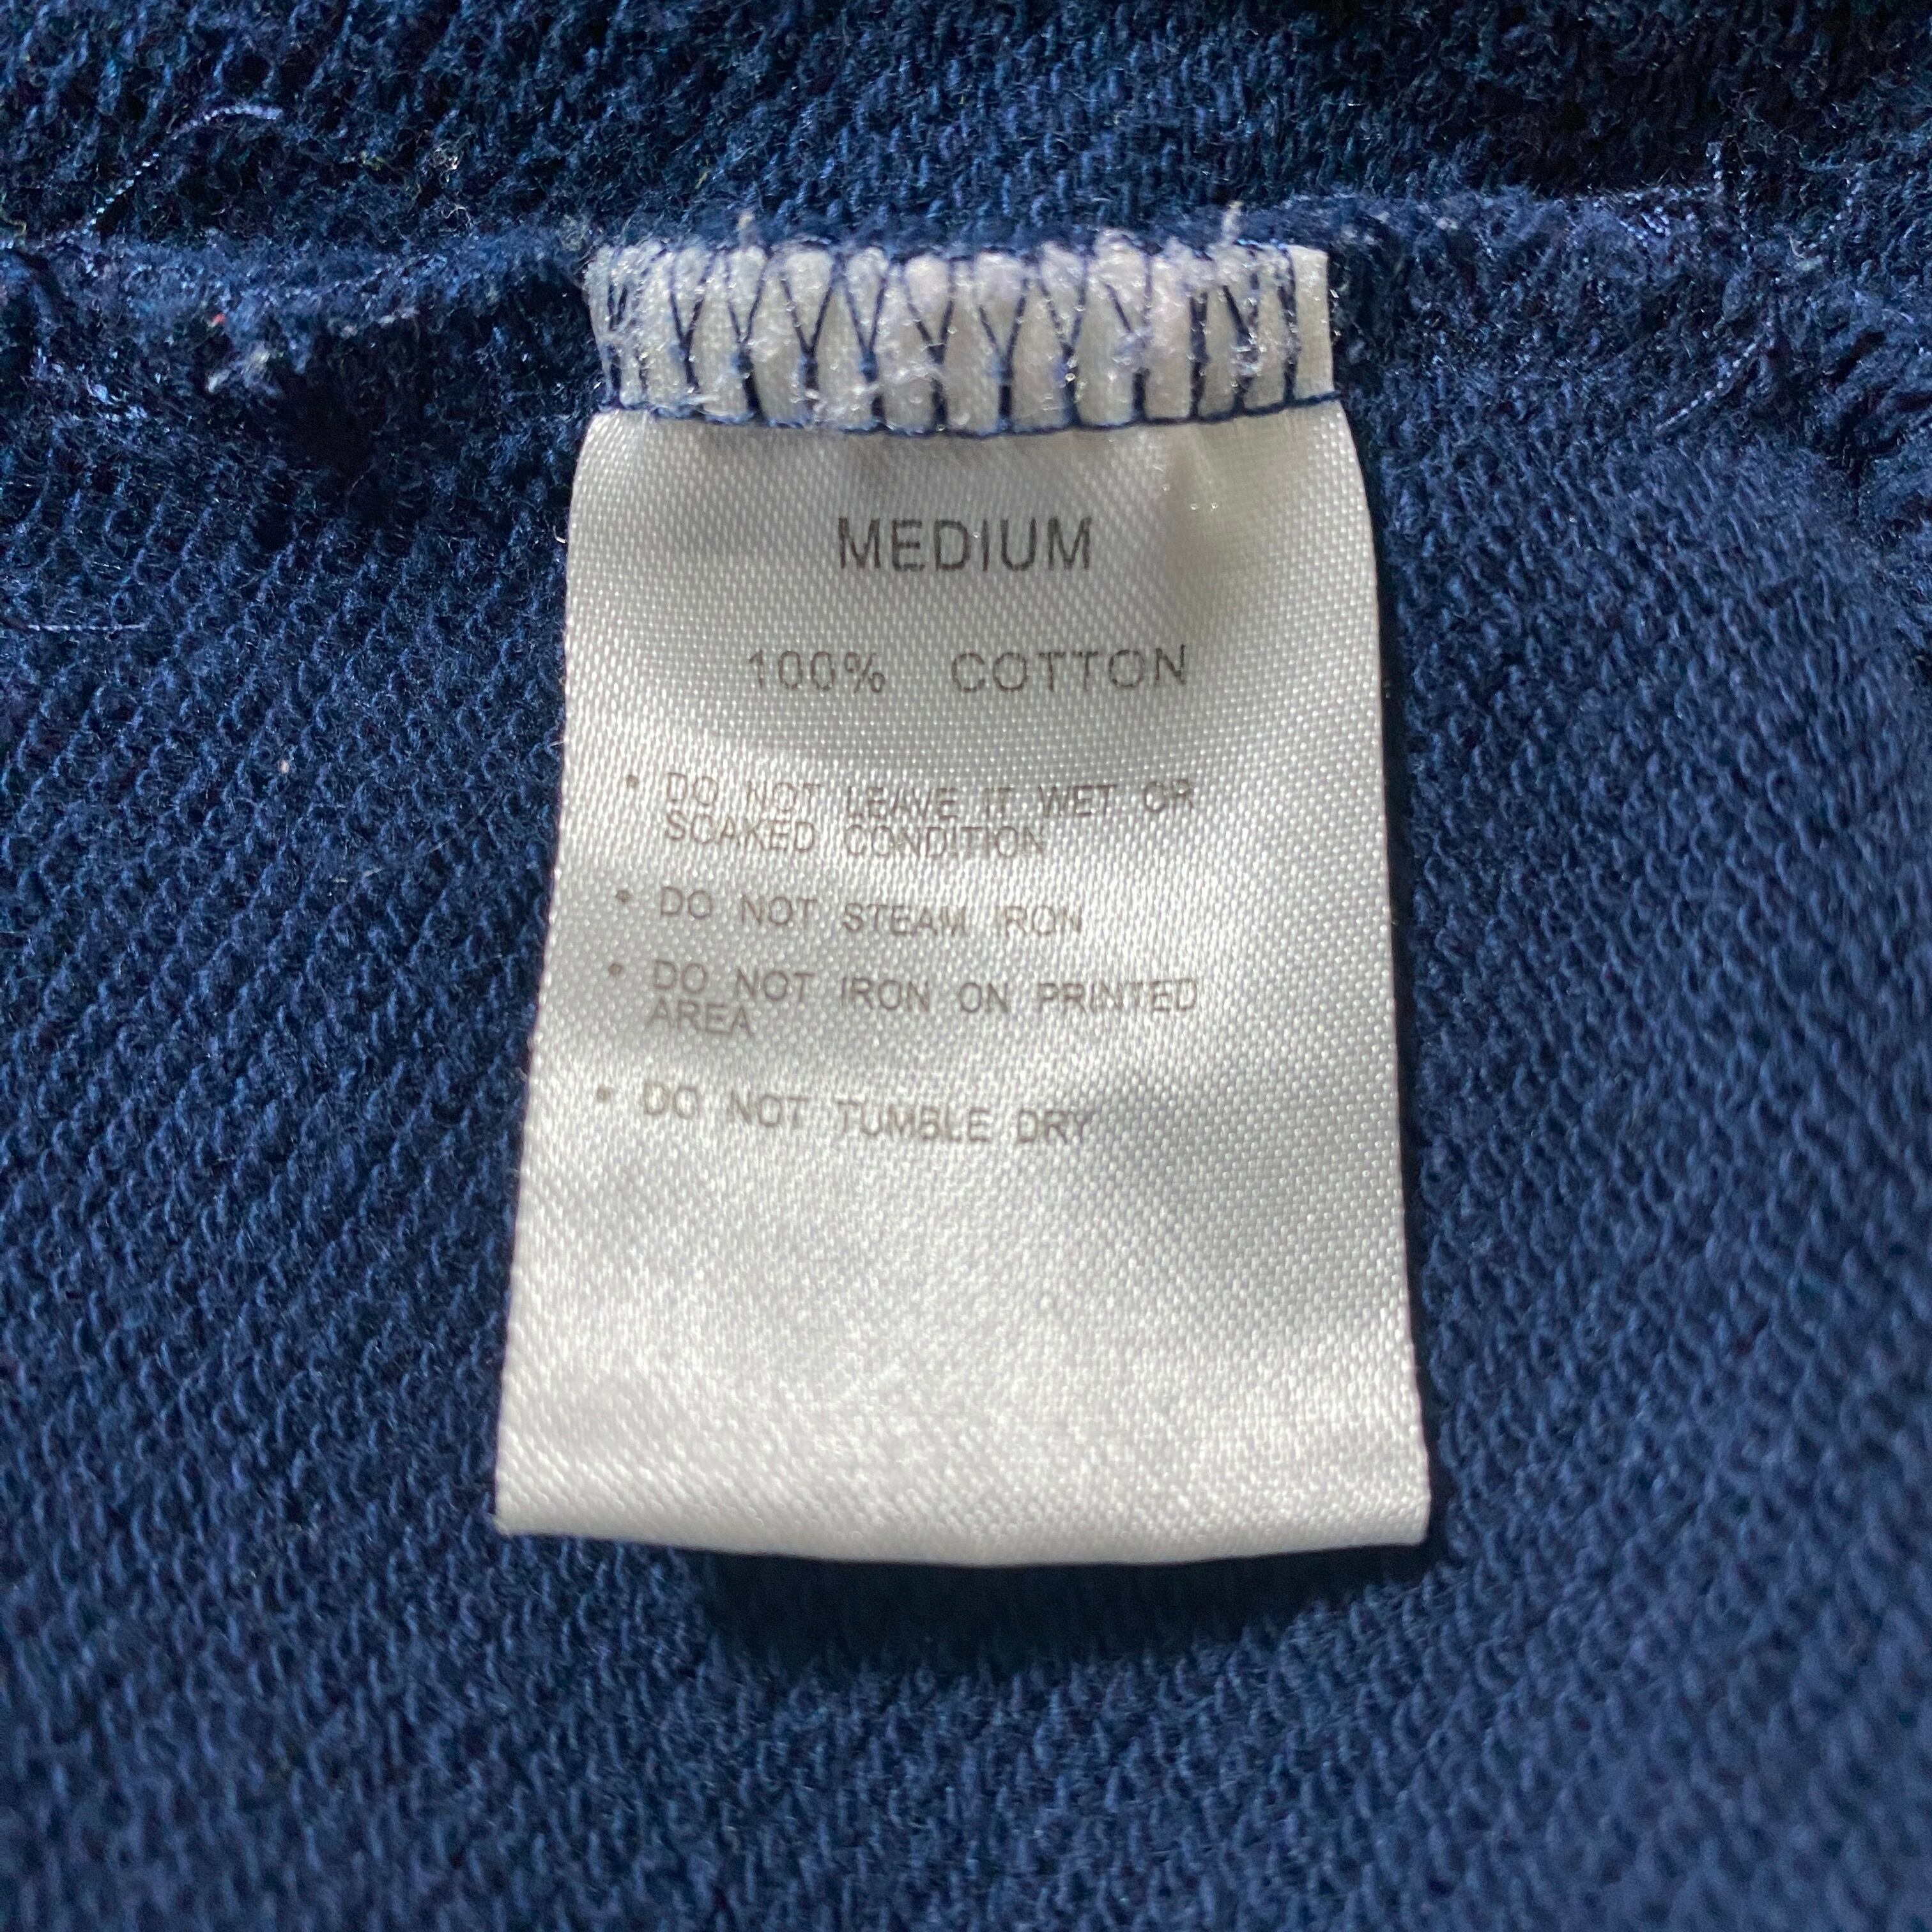 MEDIUM
100% COTTON
• DO NOT LEAVE IT WET OR
SOAKED CONDITION
• DO NOT STEAM IRON
• DO NOT IRON ON PRINTED
AREA
• DO NOT TUMBLE DRY